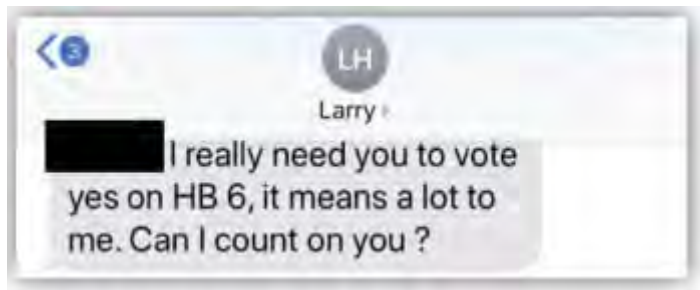 3
LH
Larry
I really need you to vote
yes on HB 6, it means a lot to
me. Can I count on you ?